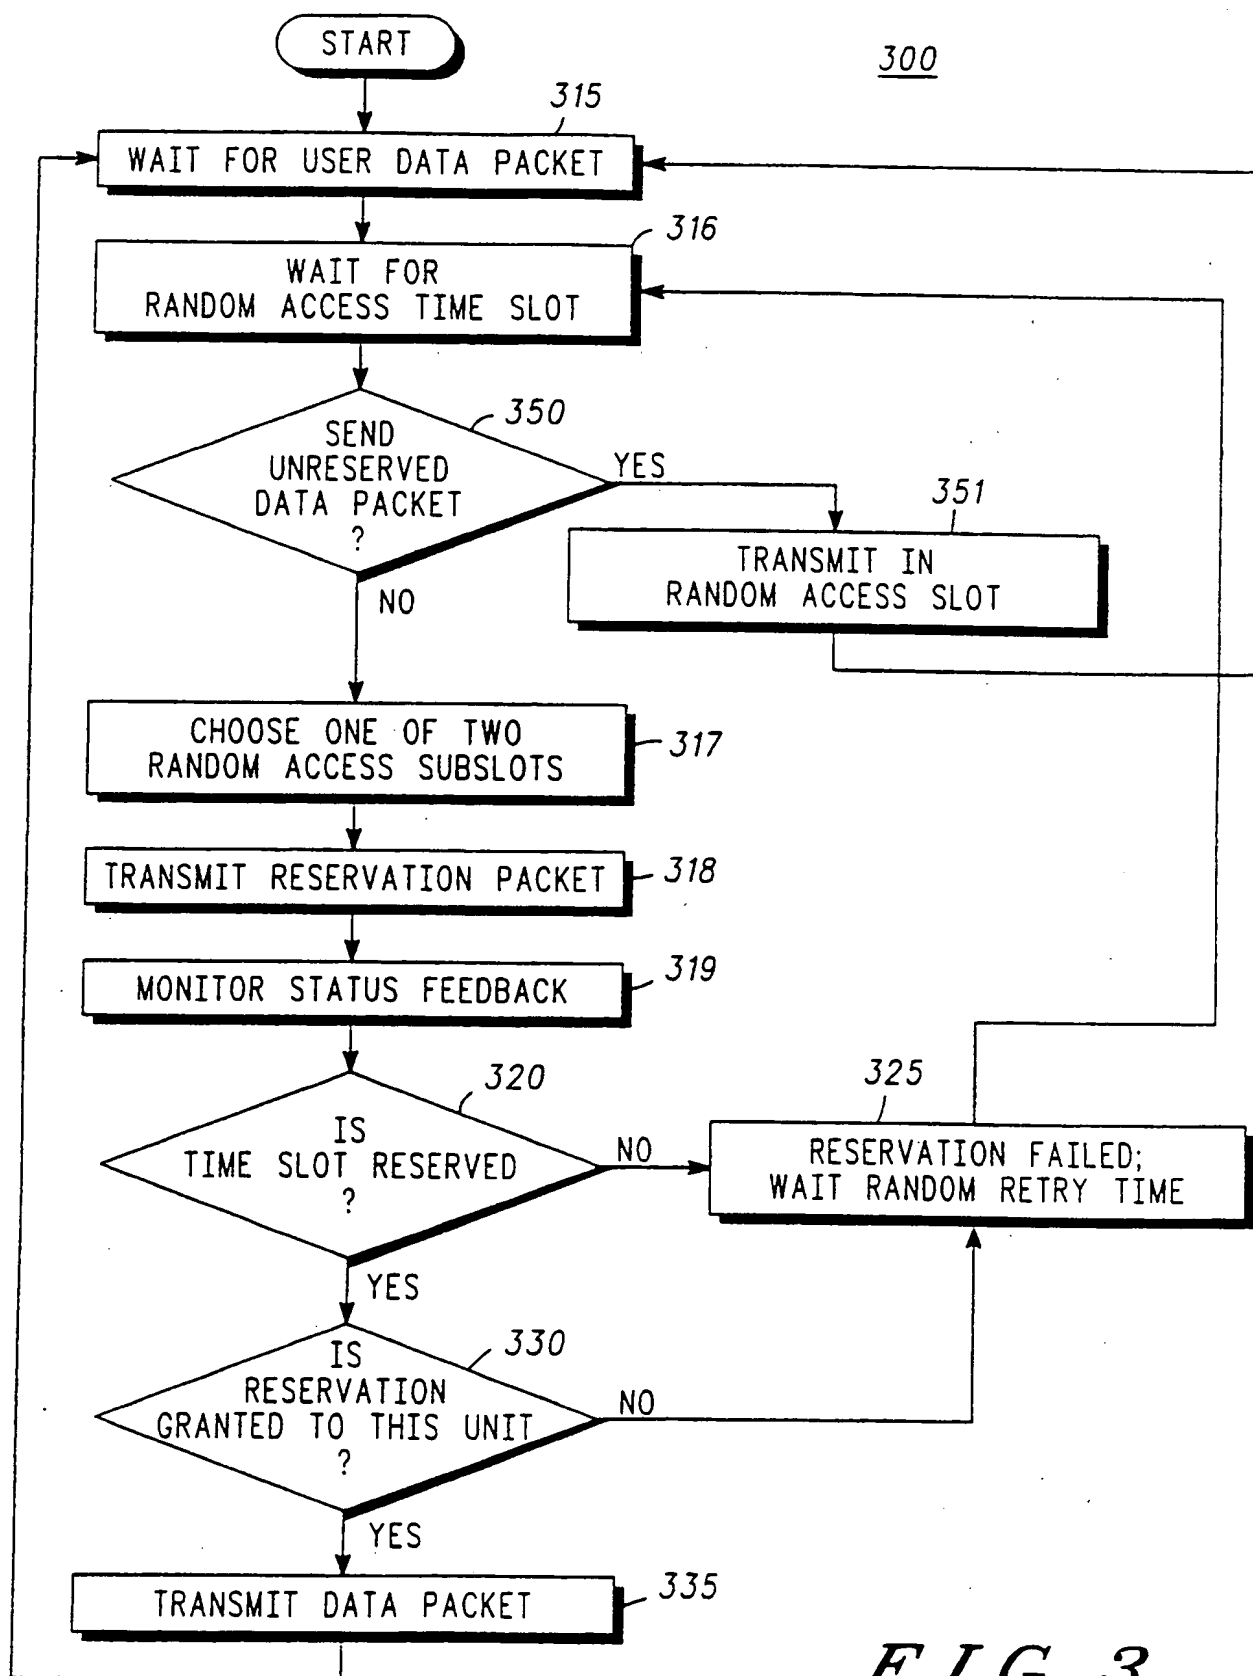 START
300
315
WAIT FOR USER DATA PACKET
316
WAIT FOR
RANDOM ACCESS TIME SLOT
350
SEND
UNRESERVED
DATA PACKET
?
YES
NO
351
TRANSMIT IN
RANDOM ACCESS SLOT
CHOOSE ONE OF TWO
RANDOM ACCESS SUBSLOTS
317
TRANSMIT RESERVATION PACKET
318
MONITOR STATUS FEEDBACK
319
320
IS
TIME SLOT RESERVED
?
NO
YES
325
RESERVATION FAILED;
WAIT RANDOM RETRY TIME
330
IS
RESERVATION
GRANTED TO THIS UNIT
?
NO
YES
TRANSMIT DATA PACKET
335
FIG. 3